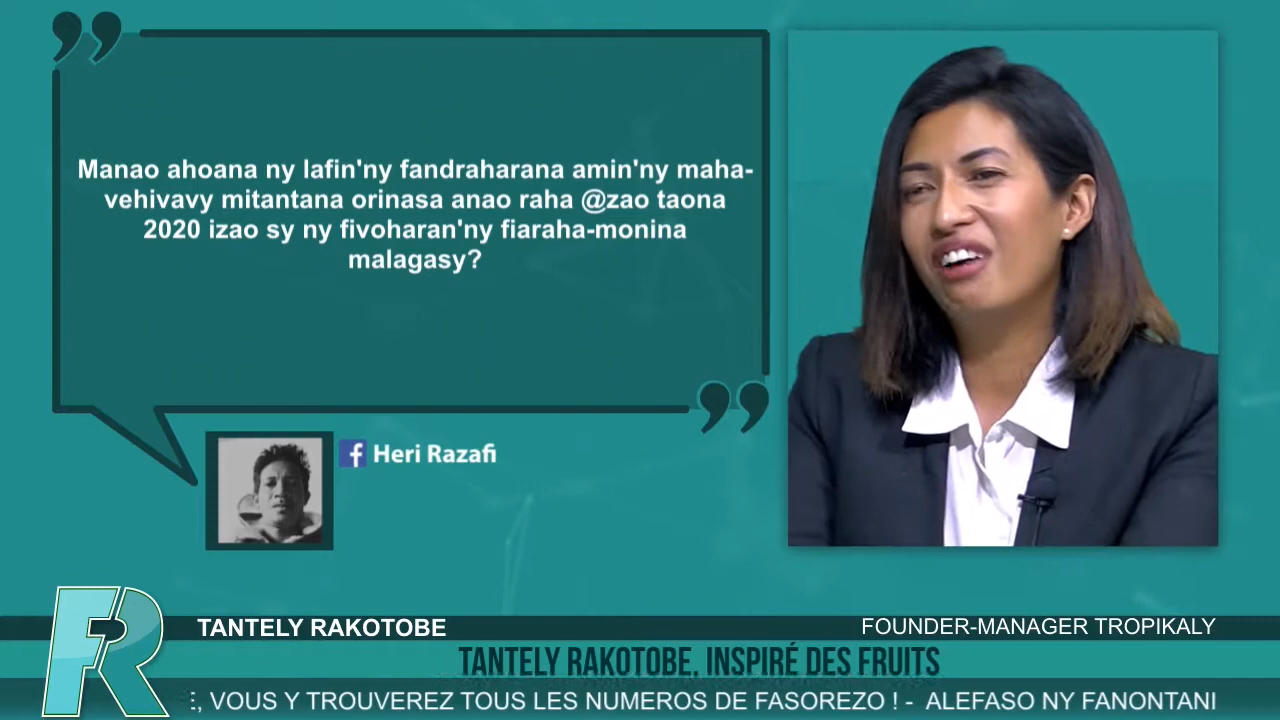 Manao ahoana ny lafin'ny fandraharana amin'ny maha-
vehivavy mitantana orinasa anao raha @zao taona
2020 izao sy ny fivoharan'ny fiaraha-monina
malagasy?
Heri Razafi
FR
TANTELY RAKOTOBE
FOUNDER-MANAGER TROPIKALY
TANTELY RAKOTOBE, INSPIRÉ DES FRUITS
, VOUS Y TROUVEREZ TOUS LES NUMEROS DE FASOREZO ! - ALEFASO NY FANONTANI